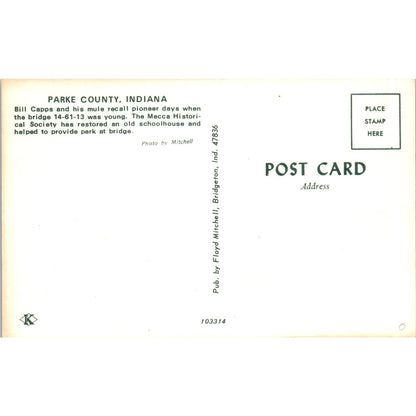 PARKE COUNTY, INDIANA
Bill Capps and his mule recall pioneer days when
the bridge 14-61-13 was young. The Mecca Histori-
cal Society has restored an old schoolhouse and
helped to provide park at bridge.
Photo by Mitchell
Pub. by Floyd Mitchell, Bridgeton, Ind. 47836
PLACE
STAMP
HERE
POST CARD
Address
K
103314